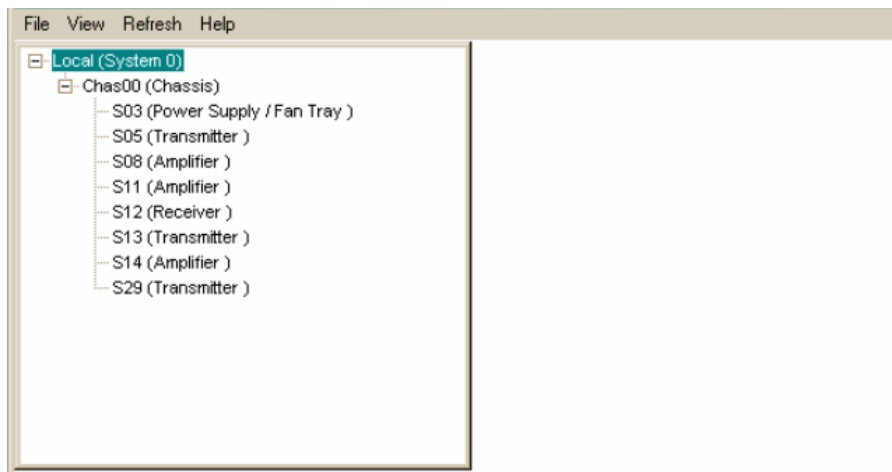 File View Refresh Help
Local (System 0)
Chas00 (Chassis)
S03 (Power Supply / Fan Tray )
S05 (Transmitter )
S08 (Amplifier )
S11 (Amplifier )
S12 (Receiver )
S13 (Transmitter )
S14 (Amplifier )
S29 (Transmitter )